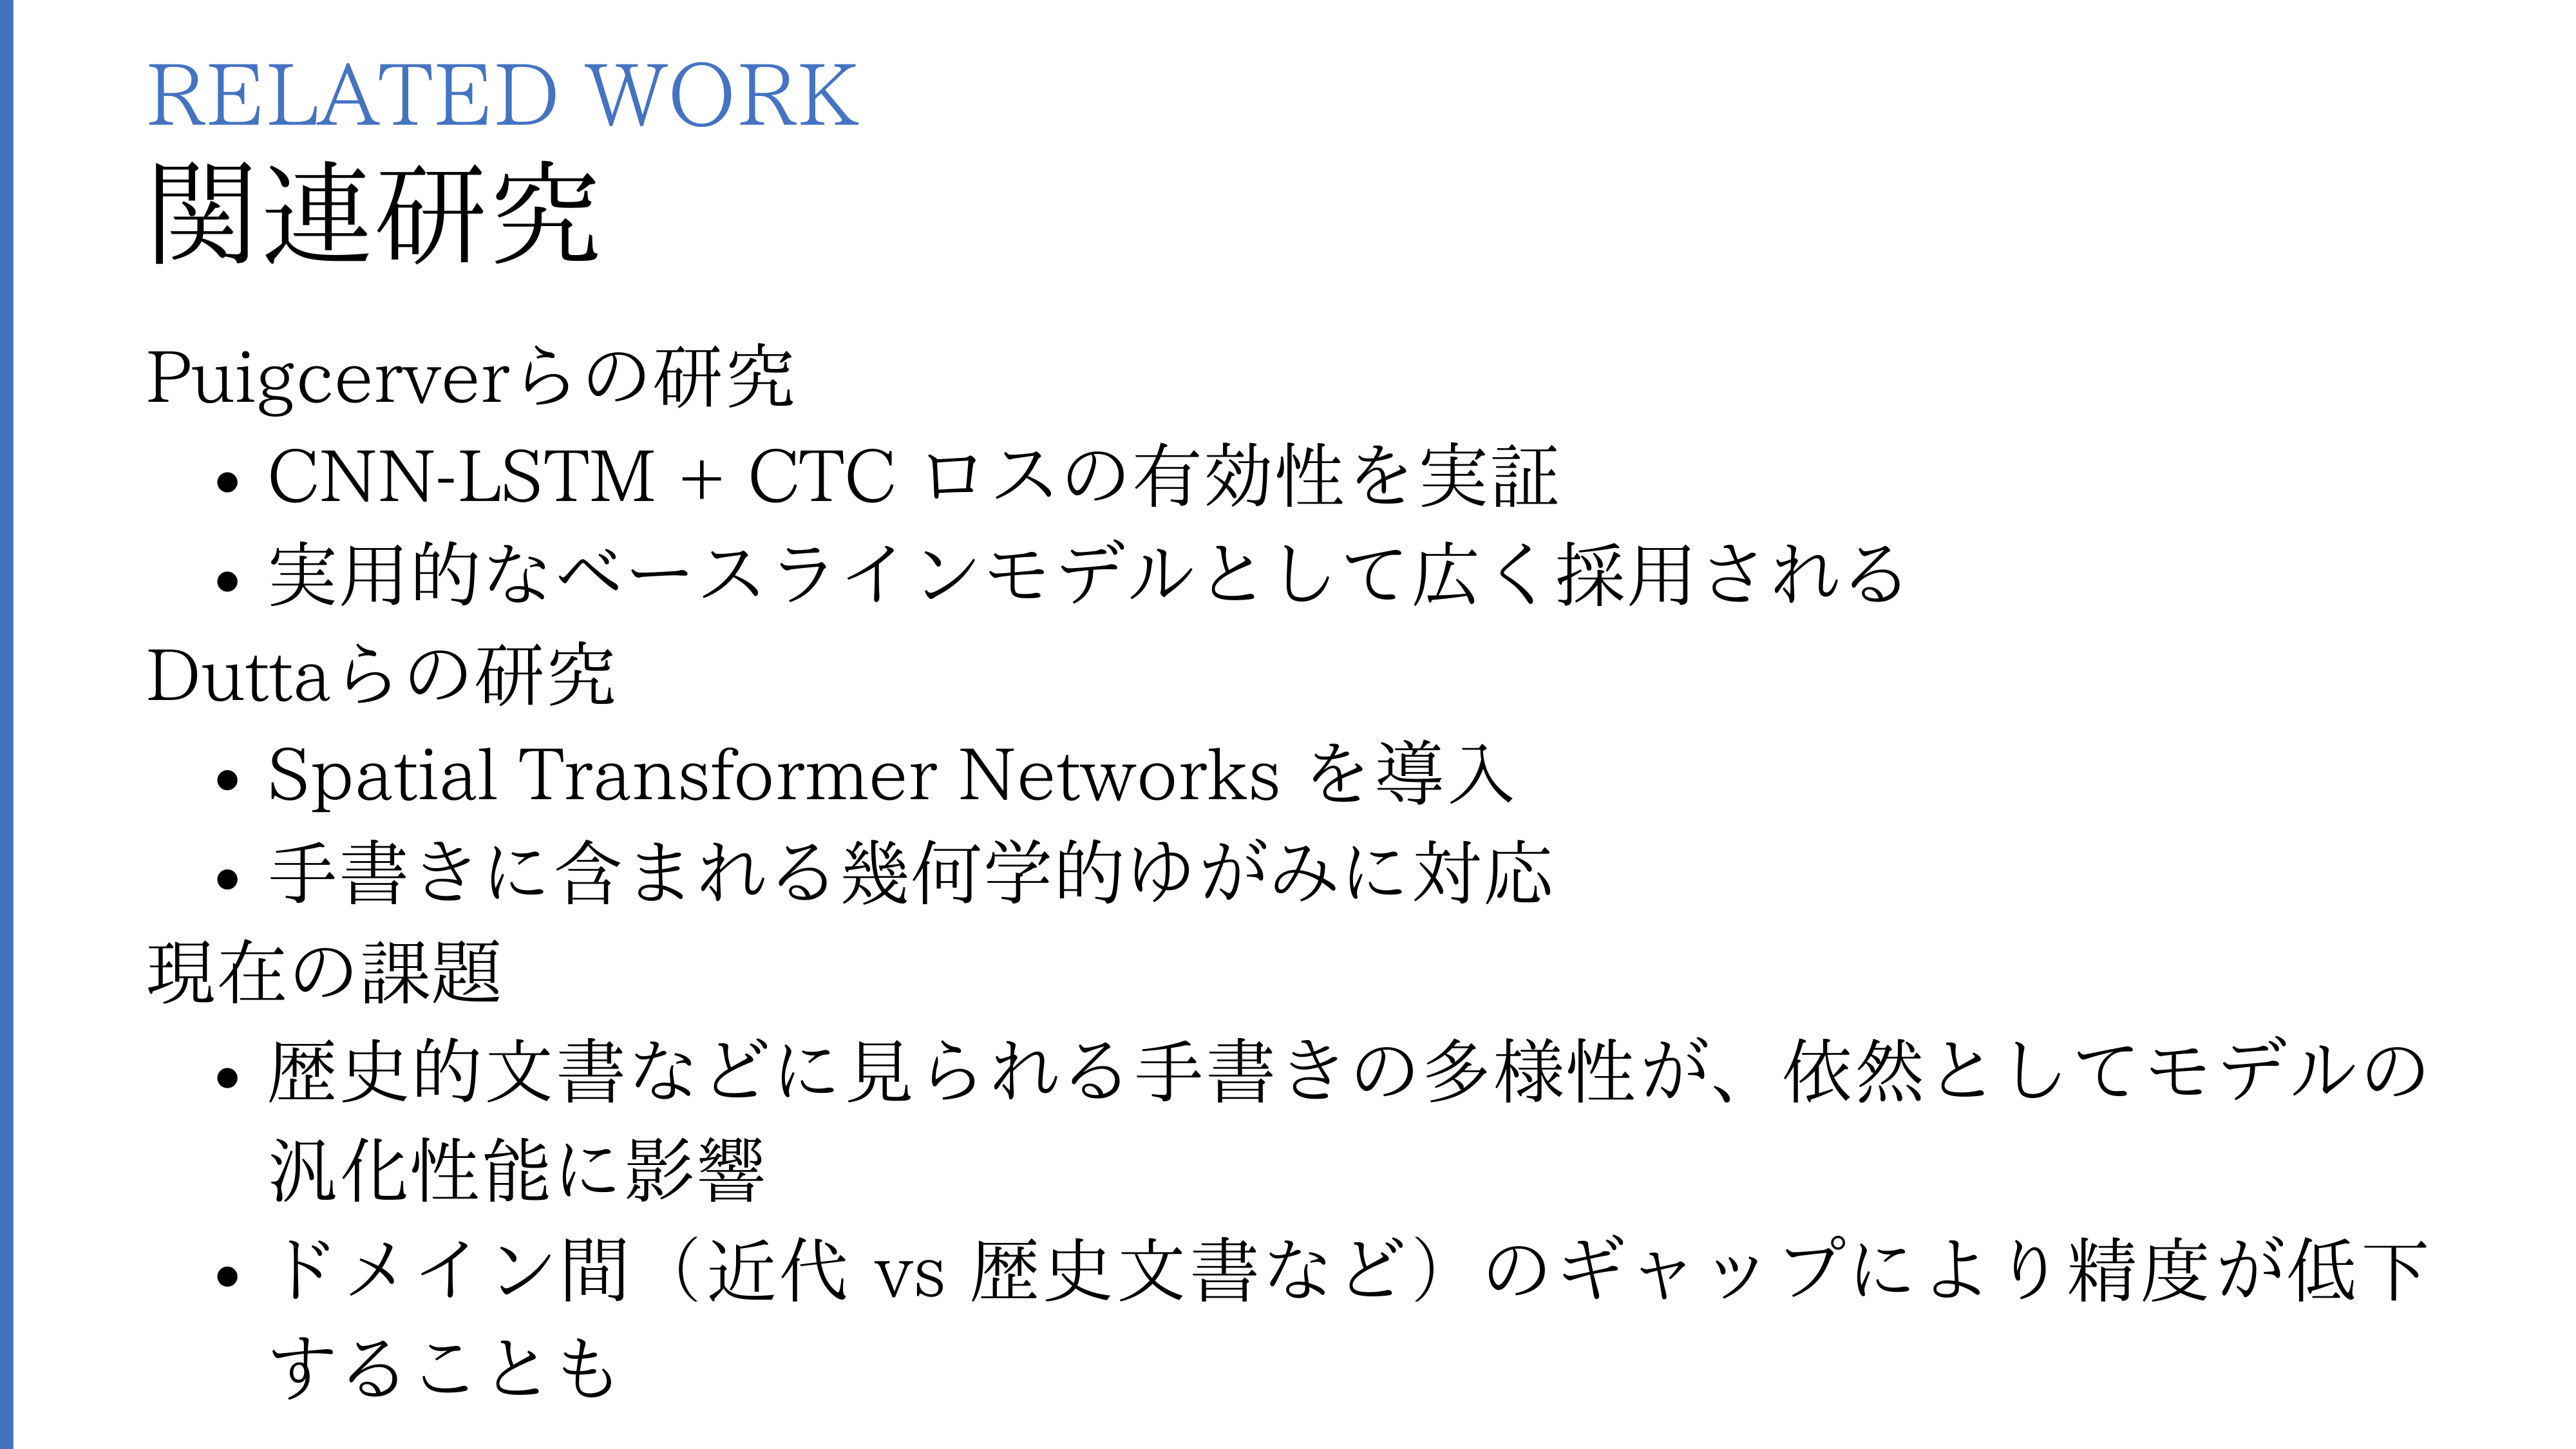 RELATED WORK
関連研究
Puigcerverらの研究
• CNN-LSTM + CTC ロスの有効性を実証
• 実用的なベースラインモデルとして広く採用される
Duttaらの研究
• Spatial Transformer Networks を導入
• 手書きに含まれる幾何学的ゆがみに対応
現在の課題
• 歴史的文書などに見られる手書きの多様性が、依然としてモデルの
汎化性能に影響
• ドメイン間（近代 vs 歴史文書など）のギャップにより精度が低下
することも